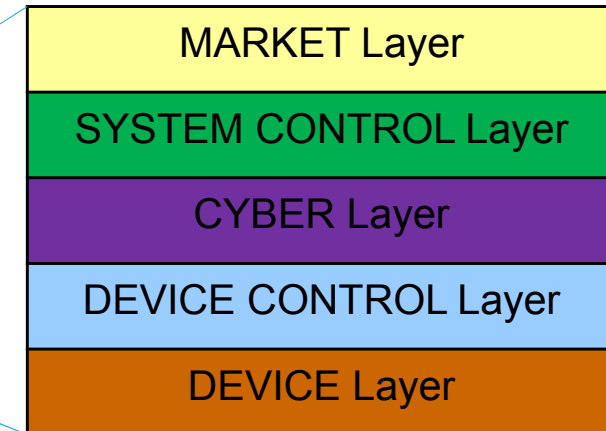 MARKET Layer
SYSTEM CONTROL Layer
CYBER Layer
DEVICE CONTROL Layer
DEVICE Layer